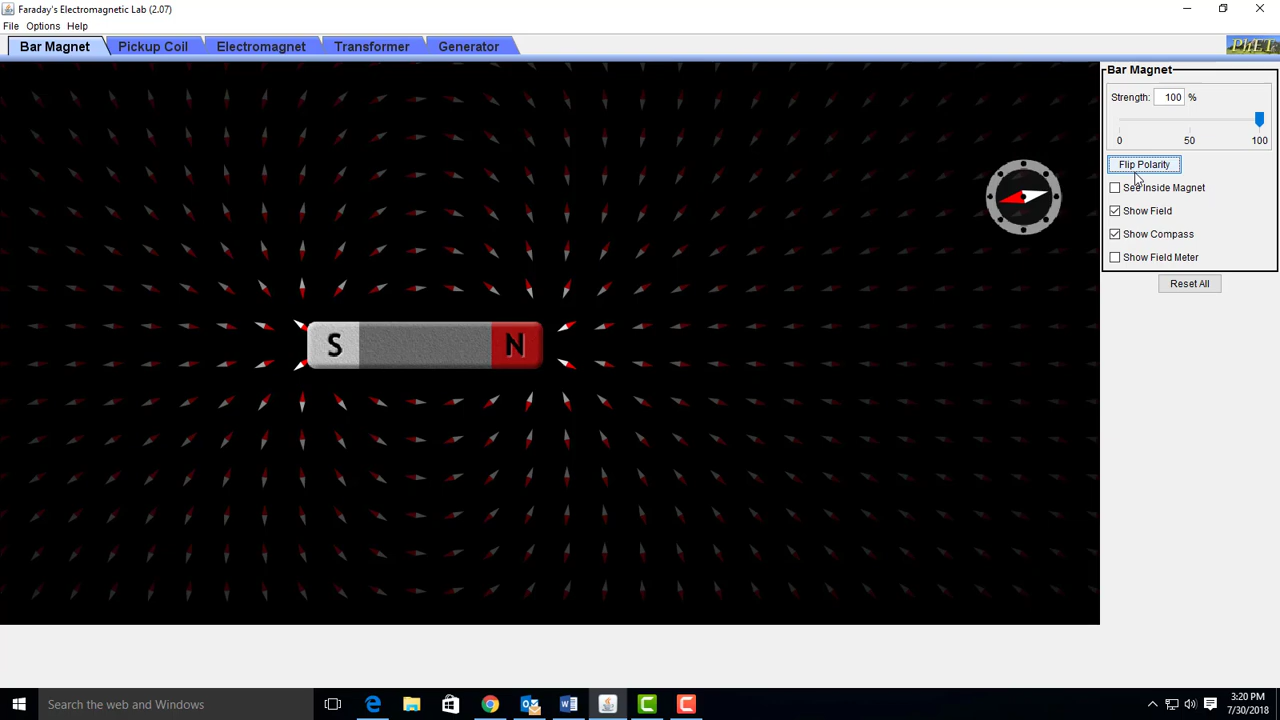 Faraday's Electromagnetic Lab (2.07)
File Options Help
Bar Magnet Pickup Coil Electromagnet Transformer Generator
PhET
Bar Magnet
Strength: 100 %
0 50 100
Flip Polarity
See Inside Magnet
Show Field
Show Compass
Show Field Meter
Reset All
S N
Search the web and Windows
3:20 PM
7/30/2018